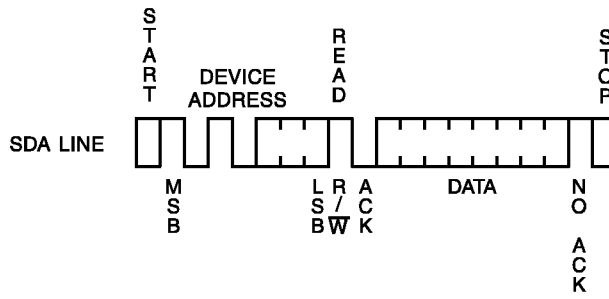 START
DEVICE
ADDRESS
READ
STOP
SDA LINE
MSB
LSB
R/W
ACK
DATA
NO ACK